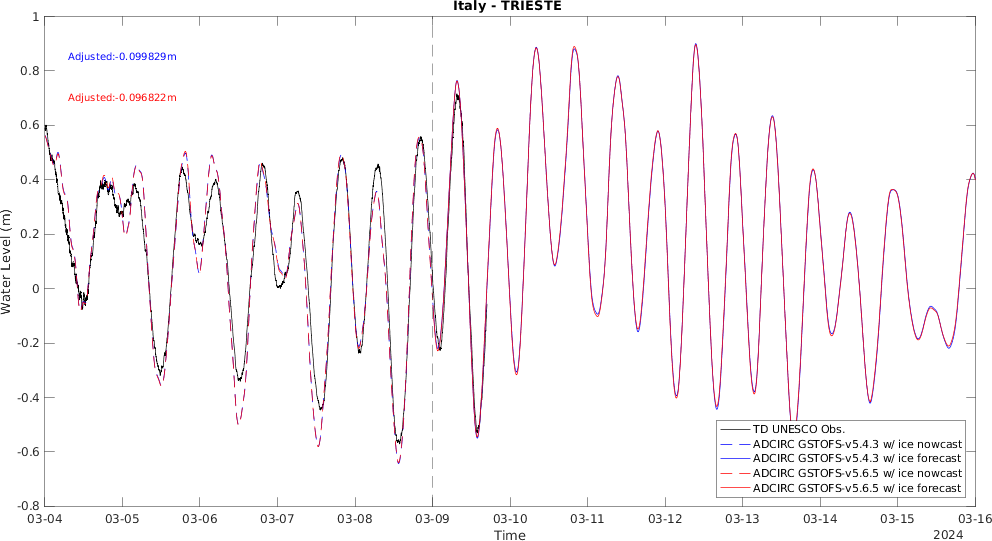 Italy - TRIESTE
Adjusted:-0.099829m
Adjusted:-0.096822m
Water Level (m)
1
0.8
0.6
0.4
0.2
0
-0.2
-0.4
-0.6
-0.8
TD UNESCO Obs.
ADCIRC GSTOFS-v5.4.3 w/ ice nowcast
ADCIRC GSTOFS-v5.4.3 w/ ice forecast
ADCIRC GSTOFS-v5.6.5 w/ ice nowcast
ADCIRC GSTOFS-v5.6.5 w/ ice forecast
03-04 03-05 03-06 03-07 03-08 03-09 03-10 03-11 03-12 03-13 03-14 03-15 03-16
Time
2024